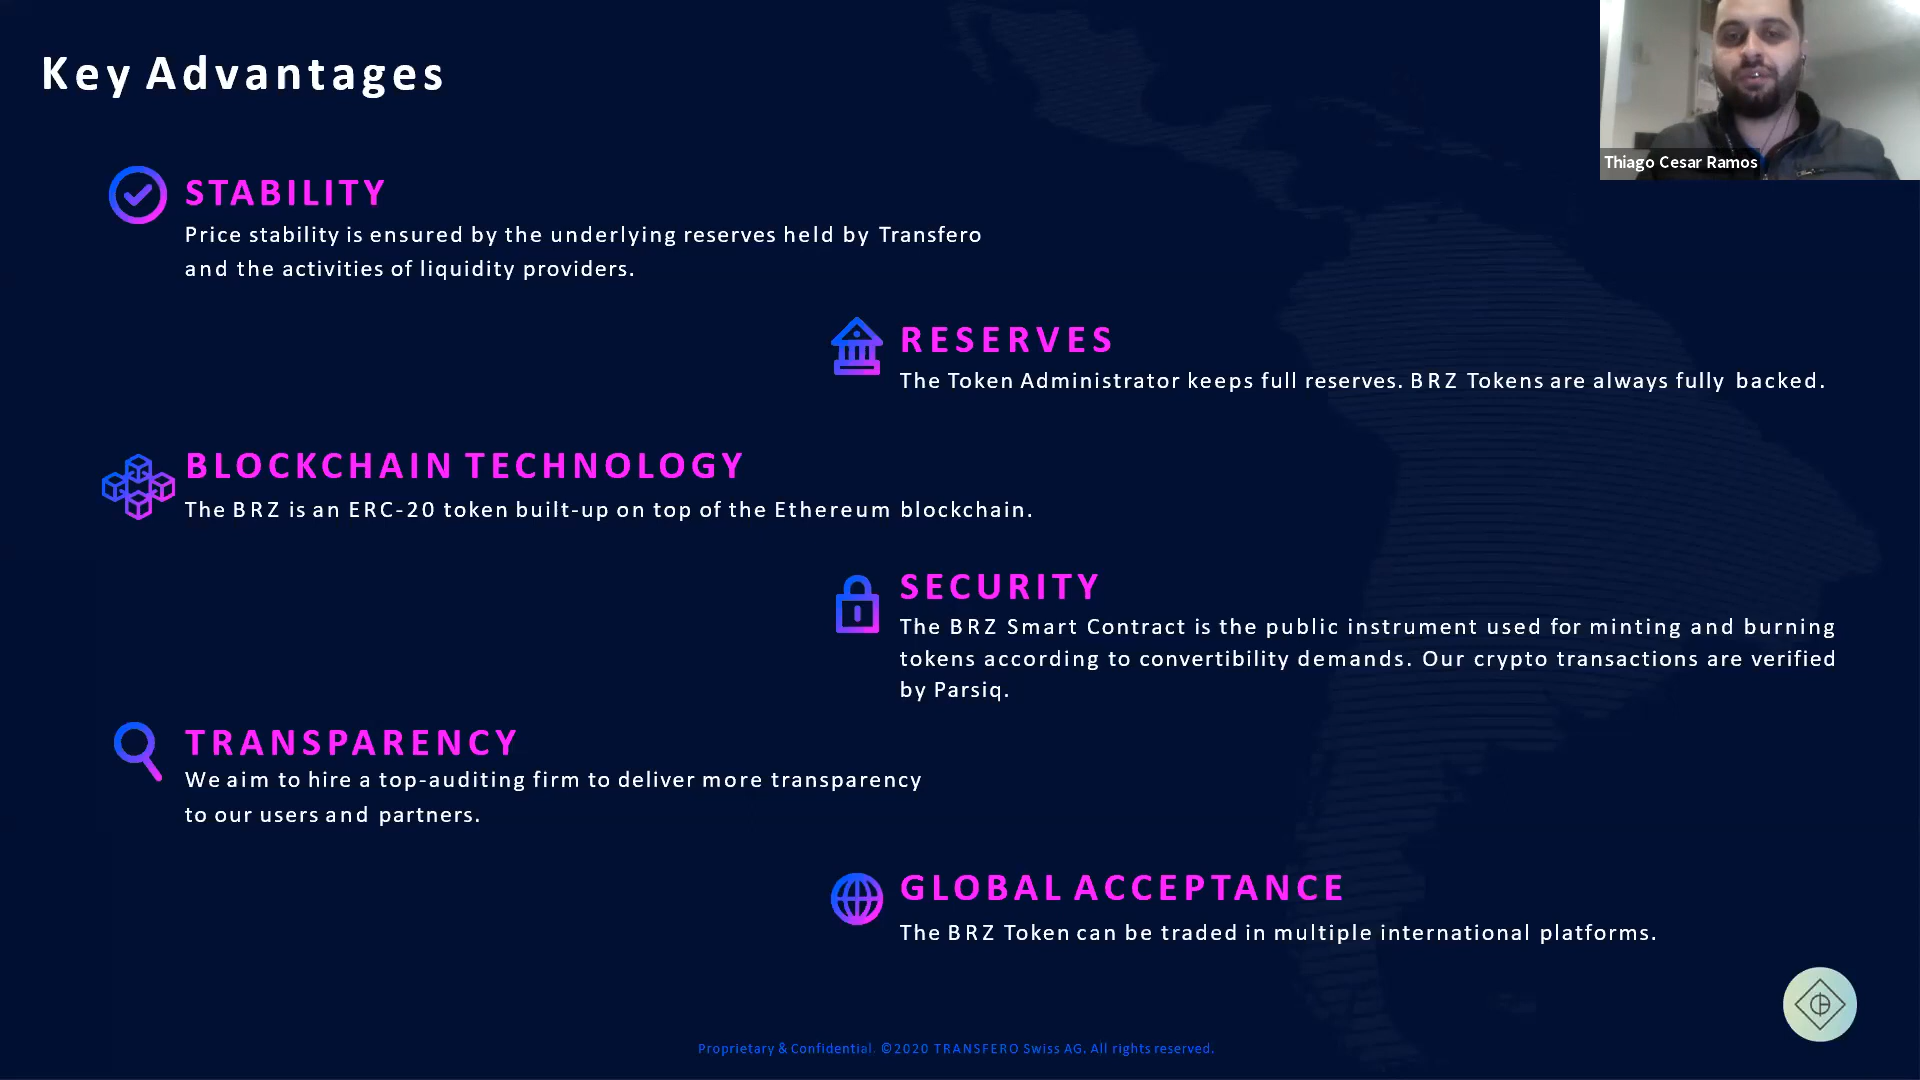 Key Advantages
Thiago Cesar Ramos
STABILITY
Price stability is ensured by the underlying reserves held by Transfero
and the activities of liquidity providers.
RESERVES
The Token Administrator keeps full reserves. BRZ Tokens are always fully backed.
BLOCKCHAIN TECHNOLOGY
The BRZ is an ERC-20 token built-up on top of the Ethereum blockchain.
SECURITY
The BRZ Smart Contract is the public instrument used for minting and burning
tokens according to convertibility demands. Our crypto transactions are verified
by Parsiq.
TRANSPARENCY
We aim to hire a top-auditing firm to deliver more transparency
to our users and partners.
GLOBAL ACCEPTANCE
The BRZ Token can be traded in multiple international platforms.
Proprietary & Confidential. ©2020 TRANSFERO Swiss AG. All rights reserved.